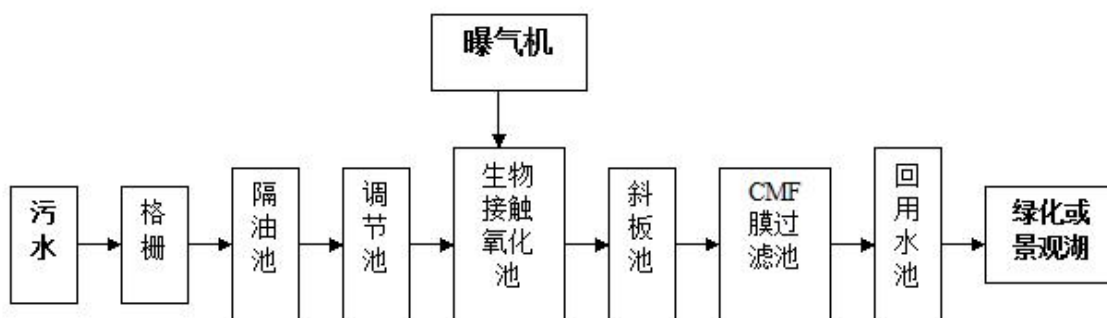 曝气机
污水
格栅
隔油池
调节池
生物
接触
氧化
池
斜板池
CMF
膜过
滤池
回用水池
绿化或
景观湖